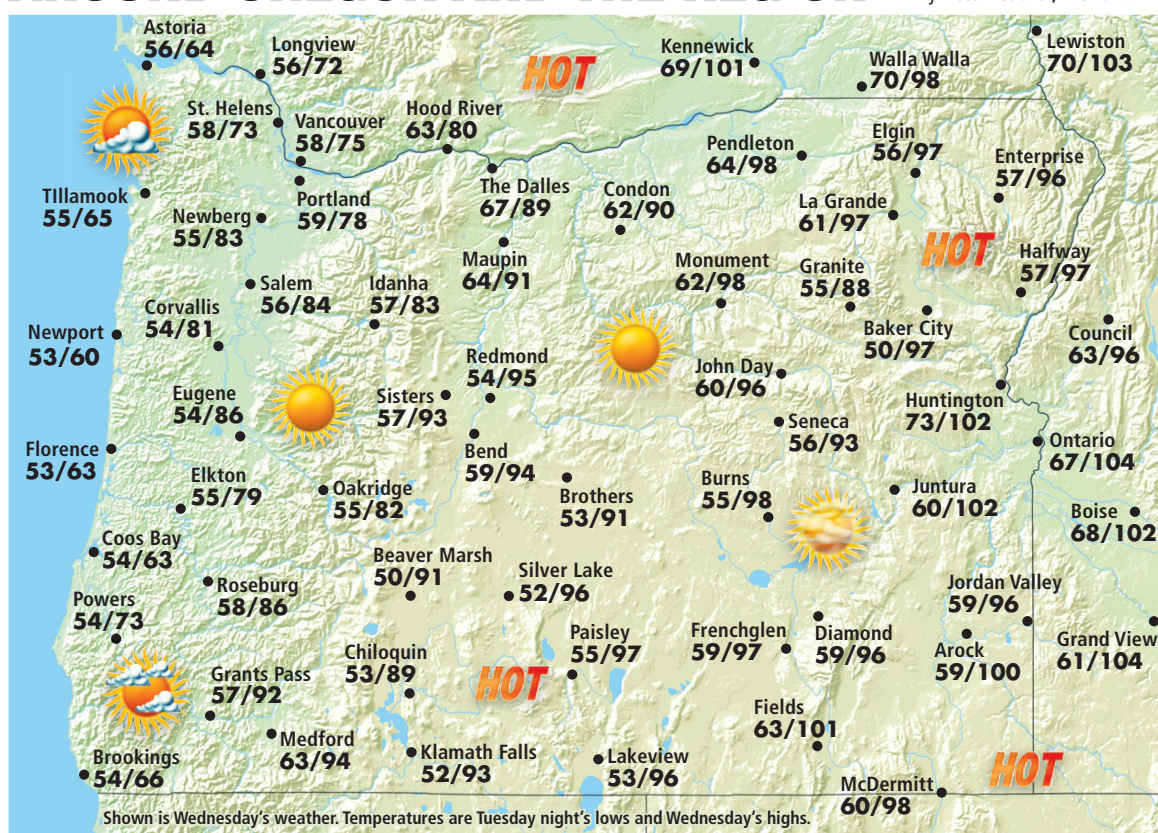 Astoria
56/64
Longview
56/72
HOT
Kennewick
69/101
Walla Walla
70/98
Lewiston
70/103
St. Helens
58/73
Vancouver
58/75
Hood River
63/80
Pendleton
64/98
Elgin
56/97
Enterprise
57/96
TIllamook
55/65
Newberg
55/83
Portland
59/78
The Dalles
67/89
Condon
62/90
La Grande
61/97
HOT
Halfway
57/97
Maupin
64/91
Monument
62/98
Granite
55/88
Salem
56/84
Idanha
57/83
Corvallis
54/81
Newport
53/60
Baker City
50/97
Council
63/96
Redmond
54/95
John Day
60/96
Eugene
54/86
Sisters
57/93
Huntington
73/102
Seneca
56/93
Florence
53/63
Bend
59/94
Ontario
67/104
Elkton
55/79
Oakridge
55/82
Brothers
53/91
Burns
55/98
Juntura
60/102
Boise
68/102
Coos Bay
54/63
Beaver Marsh
50/91
Silver Lake
52/96
Roseburg
58/86
Jordan Valley
59/96
Powers
54/73
Paisley
55/97
Frenchglen
59/97
Diamond
59/96
Arock
59/100
Grand View
61/104
Chiloquin
53/89
Grants Pass
57/92
HOT
Fields
63/101
Medford
63/94
Klamath Falls
52/93
Lakeview
53/96
Brookings
54/66
HOT
McDermitt
60/98
Shown is Wednesday's weather. Temperatures are Tuesday night's lows and Wednesday's highs.